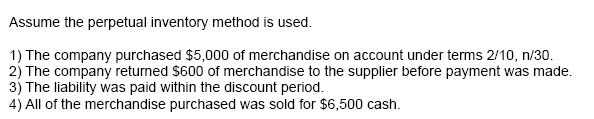 Assume the perpetual inventory method is used.
1) The company purchased $5,000 of merchandise on account under terms 2/10, n/30.
2) The company returned $600 of merchandise to the supplier before payment was made.
3) The liability was paid within the discount period.
4) All of the merchandise purchased was sold for $6,500 cash.